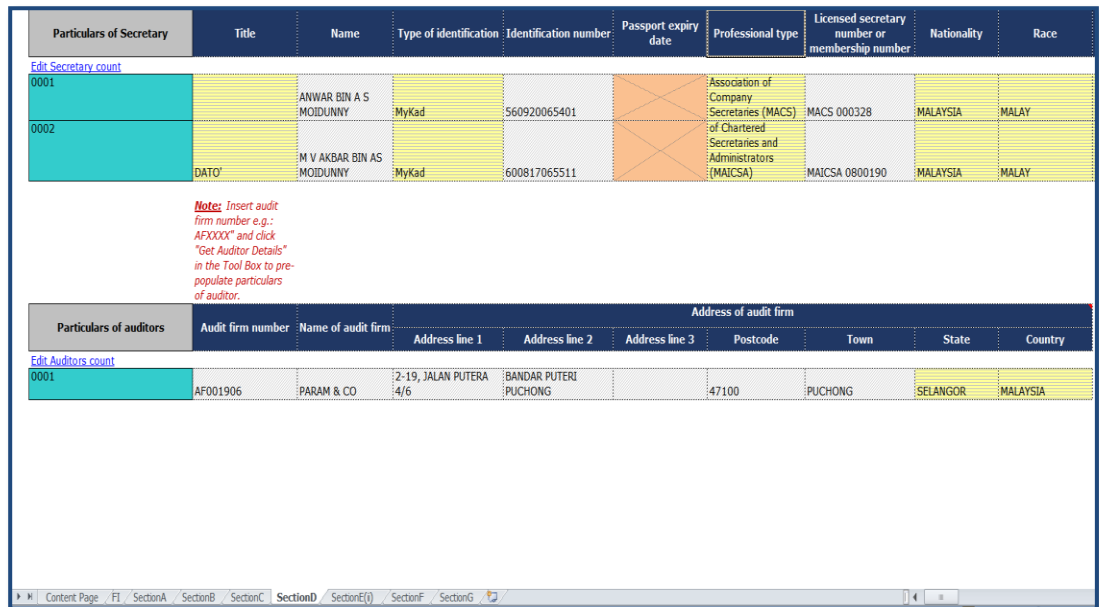 Particulars of Secretary
Title
Name
Type of identification
Identification number
Passport expiry
date
Professional type
Licensed secretary
number or
membership number
Nationality
Race
Edit Secretary count
0001
ANWAR BIN A S
MOIDUNNY
MyKad
560920065401
Association of
Company
Secretaries (MACS)
MACS 000328
MALAYSIA
MALAY
0002
DATO'
M V AKBAR BIN AS
MOIDUNNY
MyKad
600817065511
of Chartered
Secretaries and
Administrators
(MAICSA)
MAICSA 0800190
MALAYSIA
MALAY
Note: Insert audit
firm number e.g.:
AFXXXX" and click
"Get Auditor Details"
in the Tool Box to pre-
populate particulars
of auditor.
Particulars of auditors
Audit firm number
Name of audit firm
Address of audit firm
Address line 1
Address line 2
Address line 3
Postcode
Town
State
Country
Edit Auditors count
0001
AF001906
PARAM & CO
2-19, JALAN PUTERA
4/6
BANDAR PUTERI
PUCHONG
47100
PUCHONG
SELANGOR
MALAYSIA
Content Page
FI
SectionA
SectionB
SectionC
SectionD
SectionE(i)
SectionF
SectionG